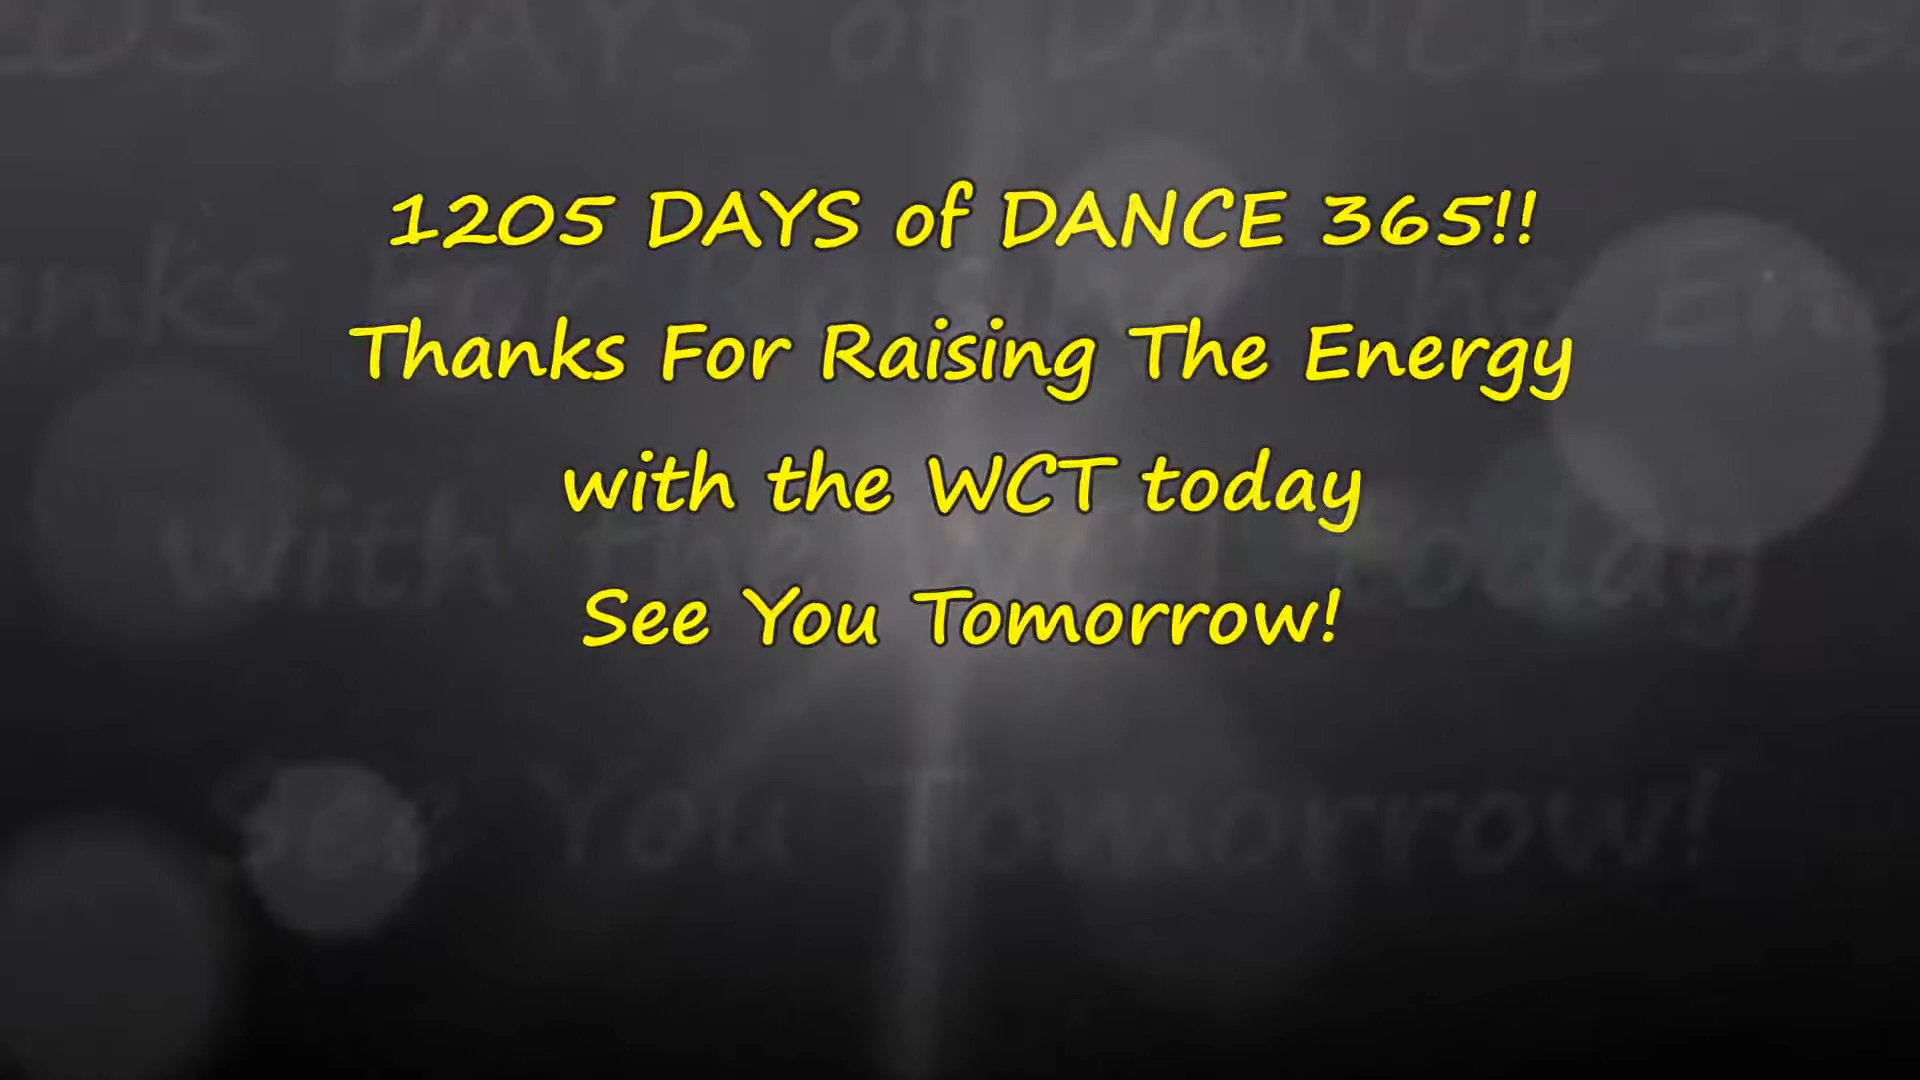 1205 DAYS of DANCE 365!!
Thanks For Raising The Energy
with the WCT today
See You Tomorrow!